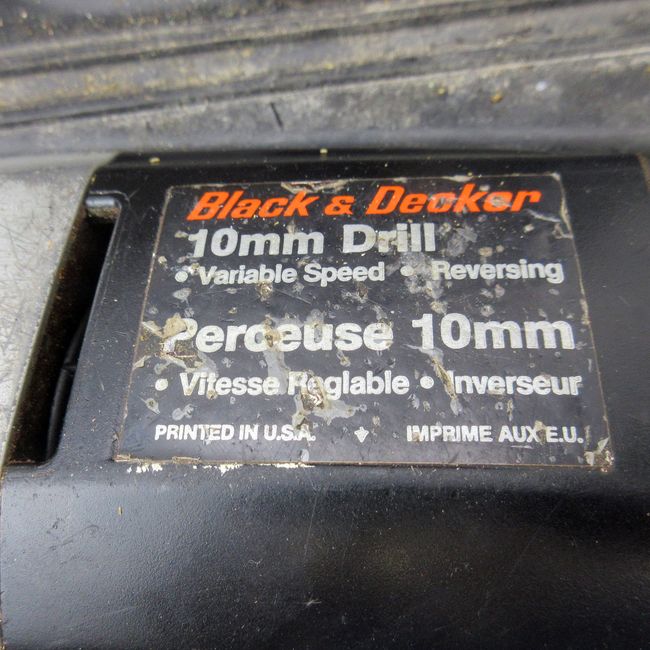 Black & Decker
10mm Drill
• Variable Speed • Reversing
Perceuse 10mm
• Vitesse Reglable • Inverseur
PRINTED IN U.S.A. IMPRIME AUX E.U.